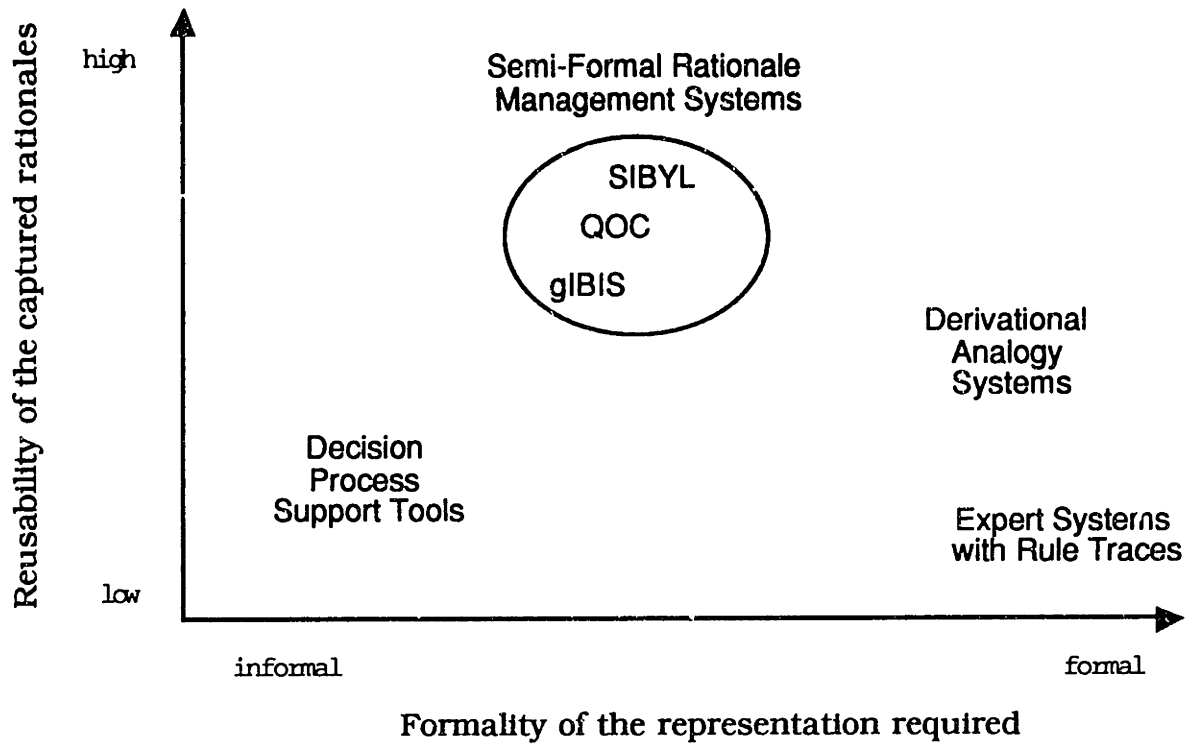 Reusability of the captured rationales
high
Semi-Formal Rationale
Management Systems
SIBYL
QOC
gIBIS
Derivational
Analogy
Systems
Decision
Process
Support Tools
Expert Systems
with Rule Traces
low
informal
formal
Formality of the representation required